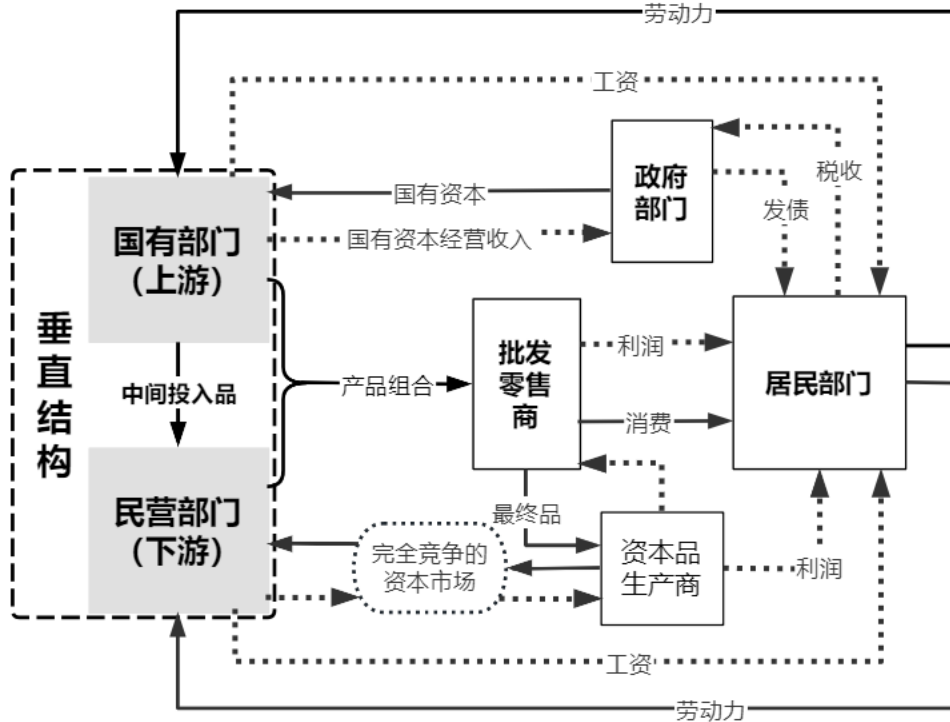 劳动力
工资
政府
部门
税收
国有资本
发债
国有资本经营收入
国有部门
（上游）
垂直结构
中间投入品
产品组合
批发
零售
商
利润
消费
居民部门
民营部门
（下游）
最终品
完全竞争的
资本市场
资本品
生产商
利润
工资
劳动力